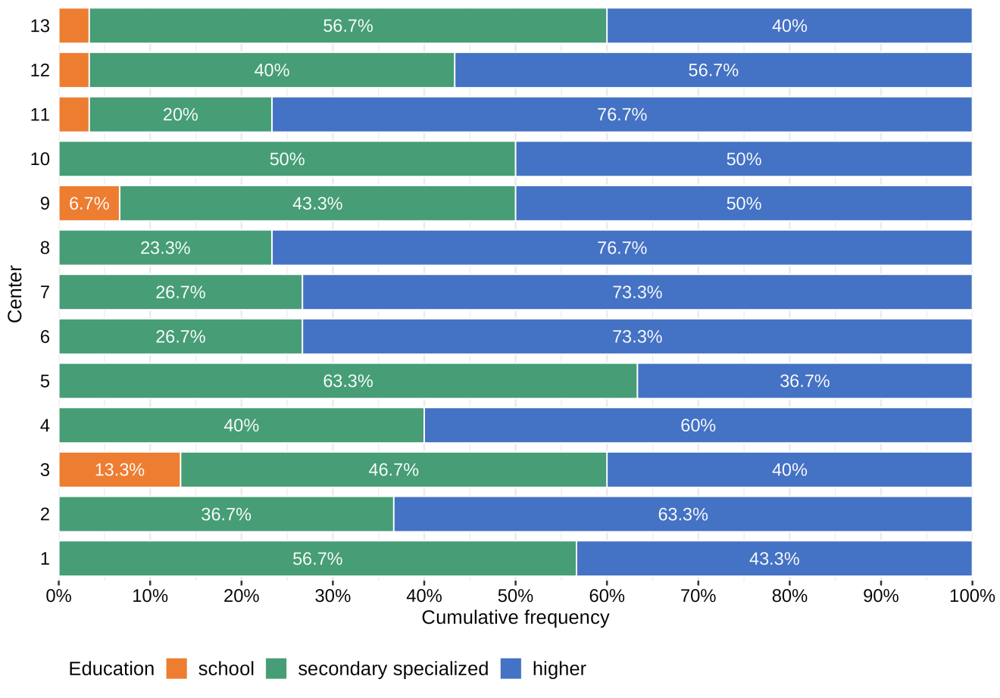 13 56.7% 40%
12 40% 56.7%
11 20% 76.7%
10 50% 50%
9 6.7% 43.3% 50%
8 23.3% 76.7%
7 26.7% 73.3%
6 26.7% 73.3%
5 63.3% 36.7%
4 40% 60%
3 13.3% 46.7% 40%
2 36.7% 63.3%
1 56.7% 43.3%
Center
0% 10% 20% 30% 40% 50% 60% 70% 80% 90% 100%
Cumulative frequency
Education school secondary specialized higher